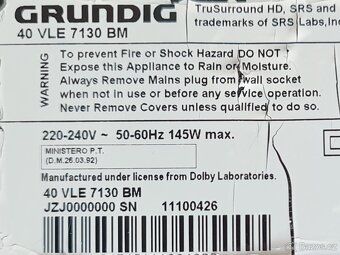 GRUNDIG
40 VLE 7130 BM
TruSurround HD, SRS and
trademarks of SRS Labs, Inc
WARNING
To prevent Fire or Shock Hazard DO NOT
Expose this Appliance to Rain or Moisture.
Always Remove Mains plug from wall socket
when not in use or before any service operation.
Never Remove Covers unless qualified to do so.
220-240V ~ 50-60Hz 145W max.
MINISTERO P.T.
(D.M.26.03.92)
Manufactured under license from Dolby Laboratories.
40 VLE 7130 BM
JZJ0000000 SN 11100426